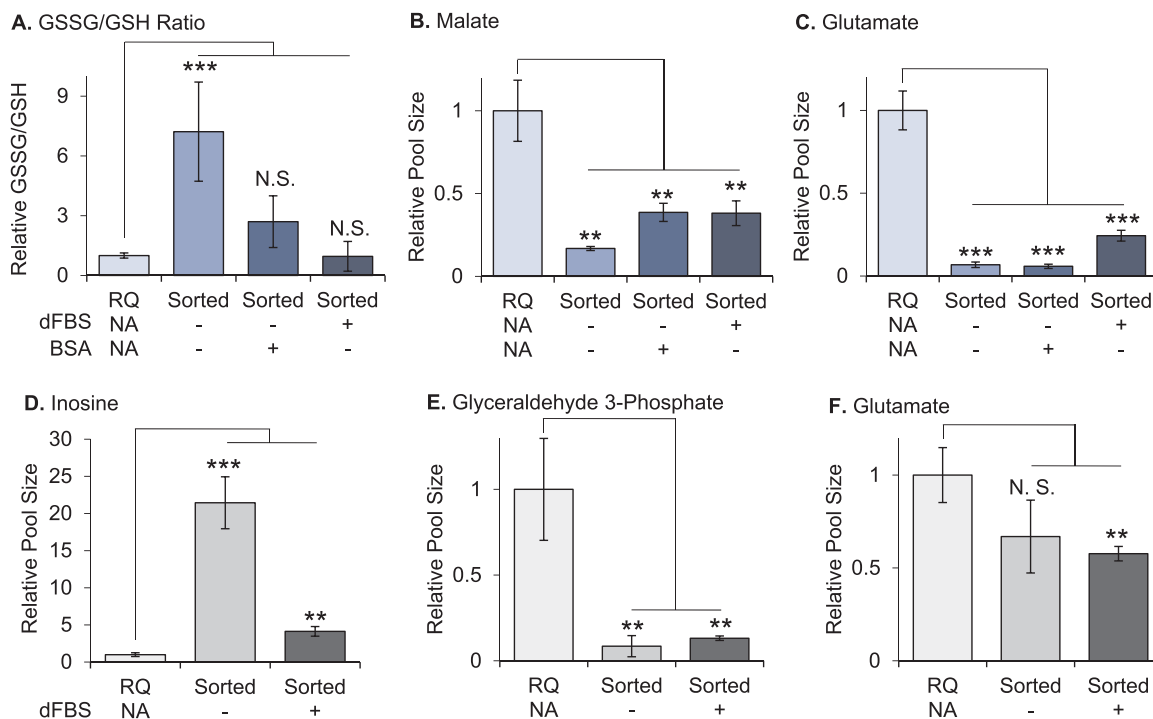 A. GSSG/GSH Ratio
Relative GSSG/GSH
9
6
3
0
***
N.S.
N.S.
RQ Sorted Sorted Sorted
dFBS NA - - +
BSA NA - + -
B. Malate
Relative Pool Size
1
0.5
0
**
**
**
RQ Sorted Sorted Sorted
NA - - +
NA - + -
C. Glutamate
Relative Pool Size
1
0.5
0
***
***
***
RQ Sorted Sorted Sorted
NA - - +
NA - + -
D. Inosine
Relative Pool Size
30
25
20
15
10
5
0
***
**
RQ Sorted Sorted
dFBS NA - +
E. Glyceraldehyde 3-Phosphate
Relative Pool Size
1
0.5
0
**
**
RQ Sorted Sorted
NA - +
F. Glutamate
Relative Pool Size
1
0.5
0
N. S.
**
RQ Sorted Sorted
NA - +